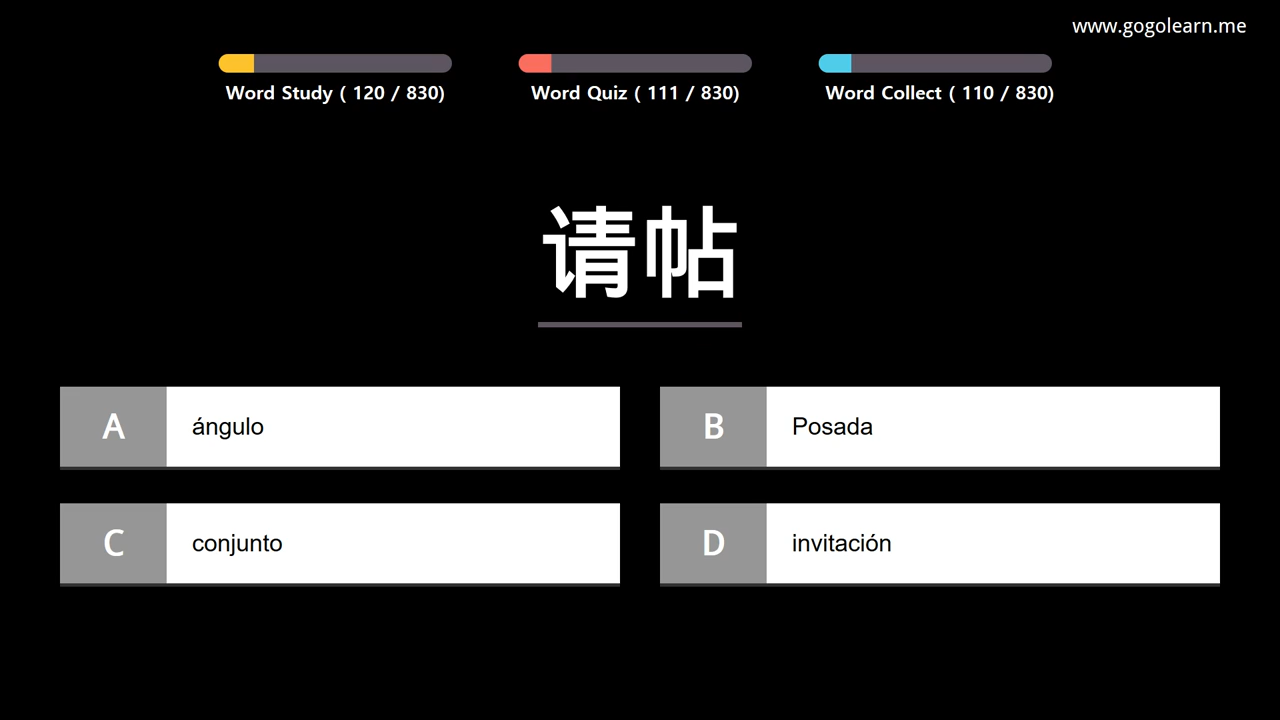 www.gogolearn.me
Word Study ( 120 / 830)
Word Quiz ( 111 / 830)
Word Collect ( 110 / 830)
请帖
A ángulo
B Posada
C conjunto
D invitación